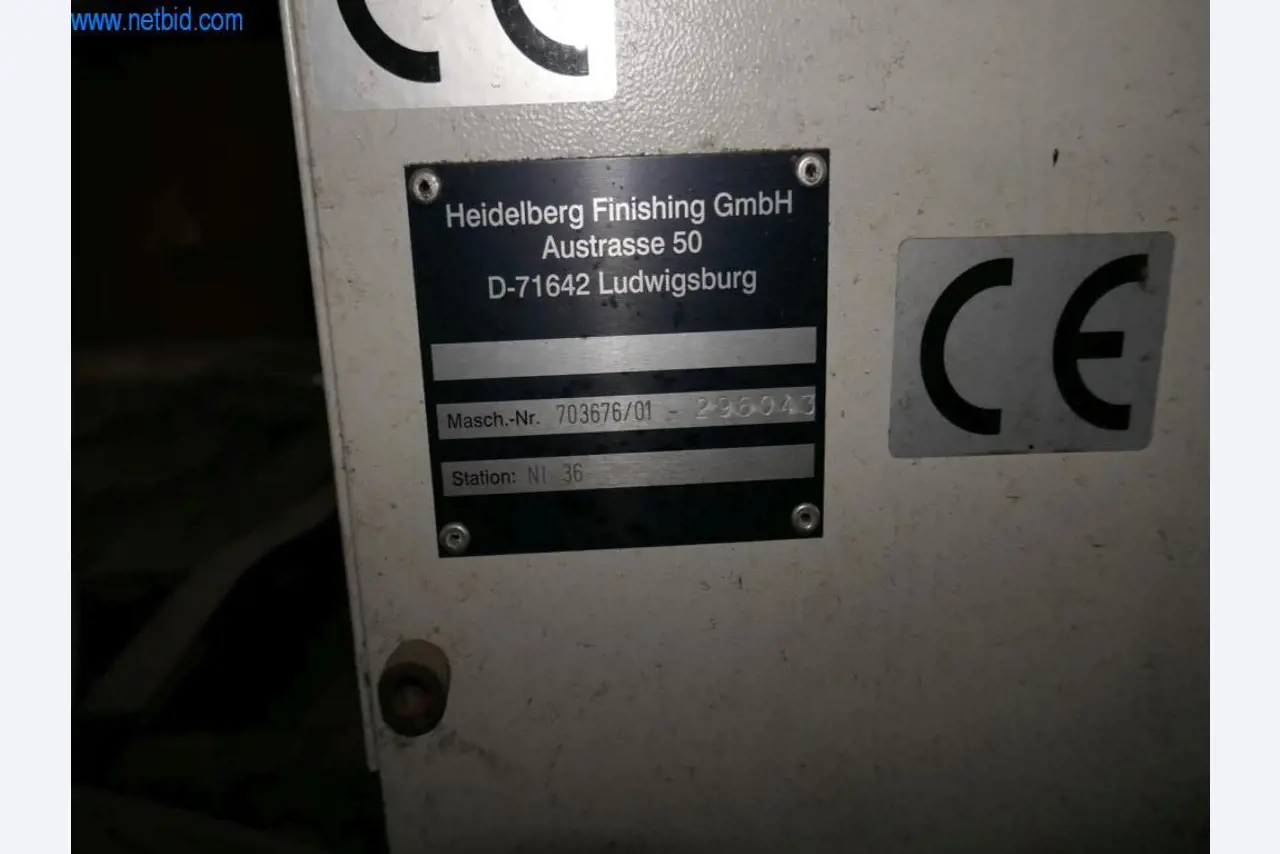 www.netbid.com
CE
Heidelberg Finishing GmbH
Austrasse 50
D-71642 Ludwigsburg
Masch.-Nr. 703676/01 - 296043
Station: NI 36
CE